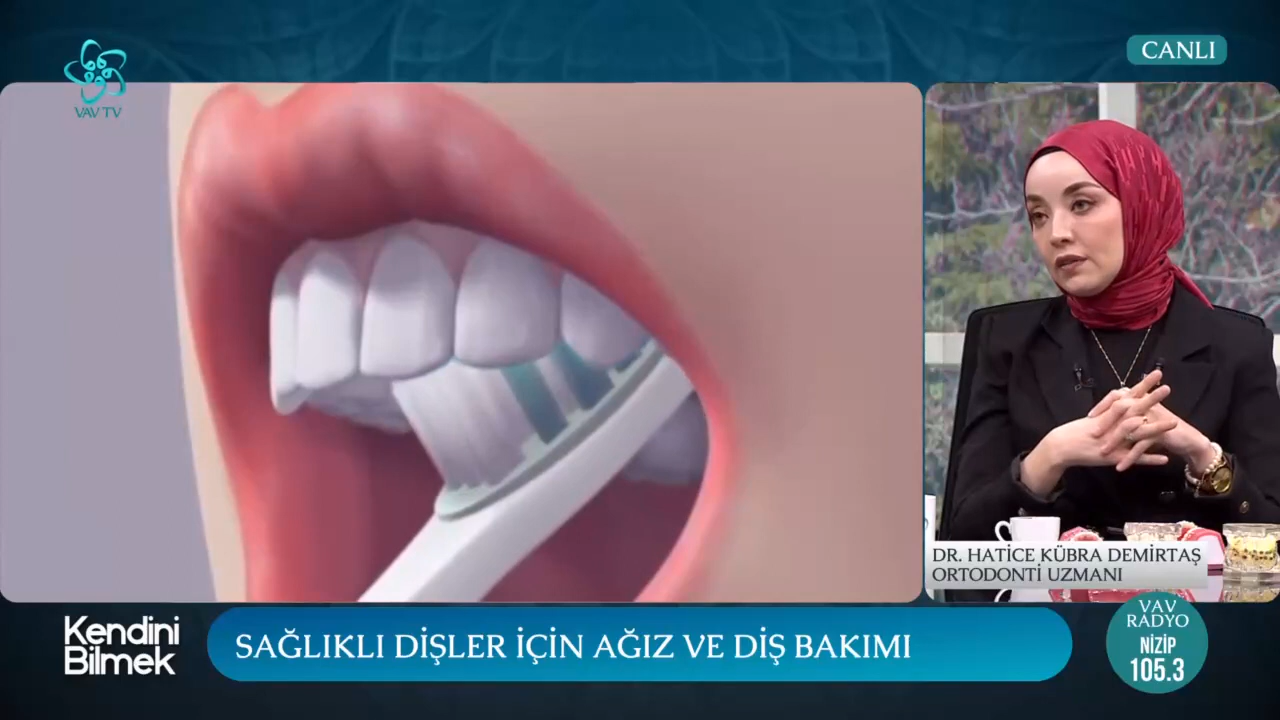 VAV TV
CANLI
DR. HATİCE KÜBRA DEMİRTAŞ
ORTODONTİ UZMANI
Kendini
Bilmek
SAĞLIKLI DİŞLER İÇİN AĞIZ VE DİŞ BAKIMI
VAV
RADYO
NİZİP
105.3